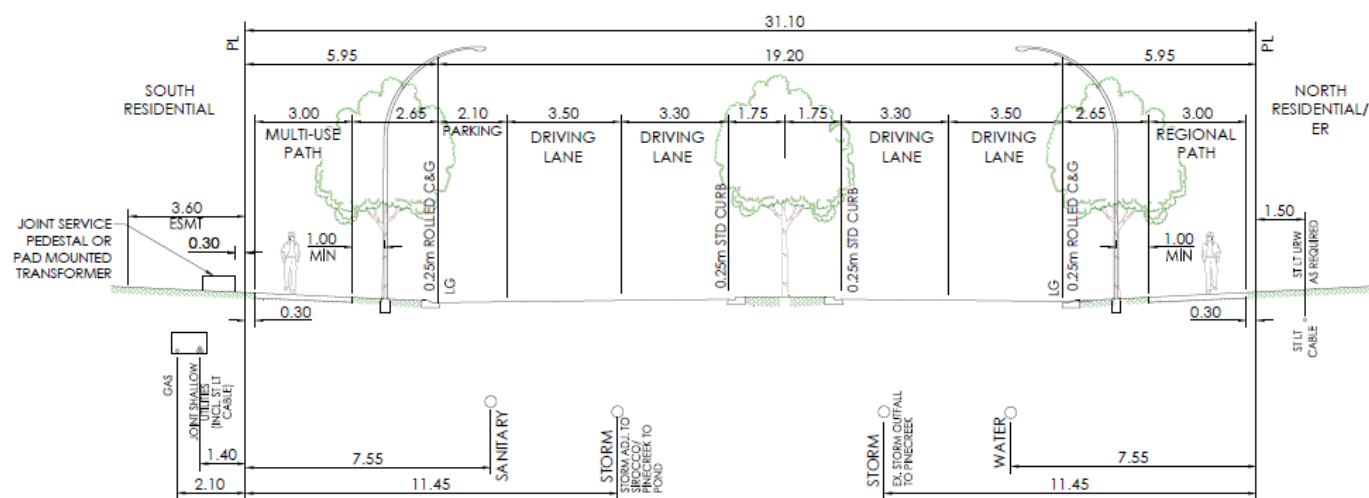 31.10
PL
PL
5.95
19.20
5.95
SOUTH
RESIDENTIAL
NORTH
RESIDENTIAL/
ER
3.00
2.65
2.10
3.50
3.30
1.75
1.75
3.30
3.50
2.65
3.00
MULTI-USE
PATH
PARKING
DRIVING
LANE
DRIVING
LANE
DRIVING
LANE
DRIVING
LANE
REGIONAL
PATH
3.60
ESMT
JOINT SERVICE
PEDESTAL OR
PAD MOUNTED
TRANSFORMER
0.30
1.00
MIN
0.25m ROLLED C&G
LG
0.25m STD CURB
0.25m STD CURB
LG
0.25m ROLLED C&G
1.00
MIN
1.50
ST LT URW
AS REQUIRED
0.30
0.30
ST LT
CABLE
GAS
JOINT SHALLOW
UTILITIES
(INCL. ST LT
CABLE)
SANITARY
STORM
STORM ADJ. TO
SIROCCO/
PINECREEK TO
POND
STORM
EX. STORM OUTFALL
TO PINECREEK
WATER
1.40
7.55
7.55
2.10
11.45
11.45